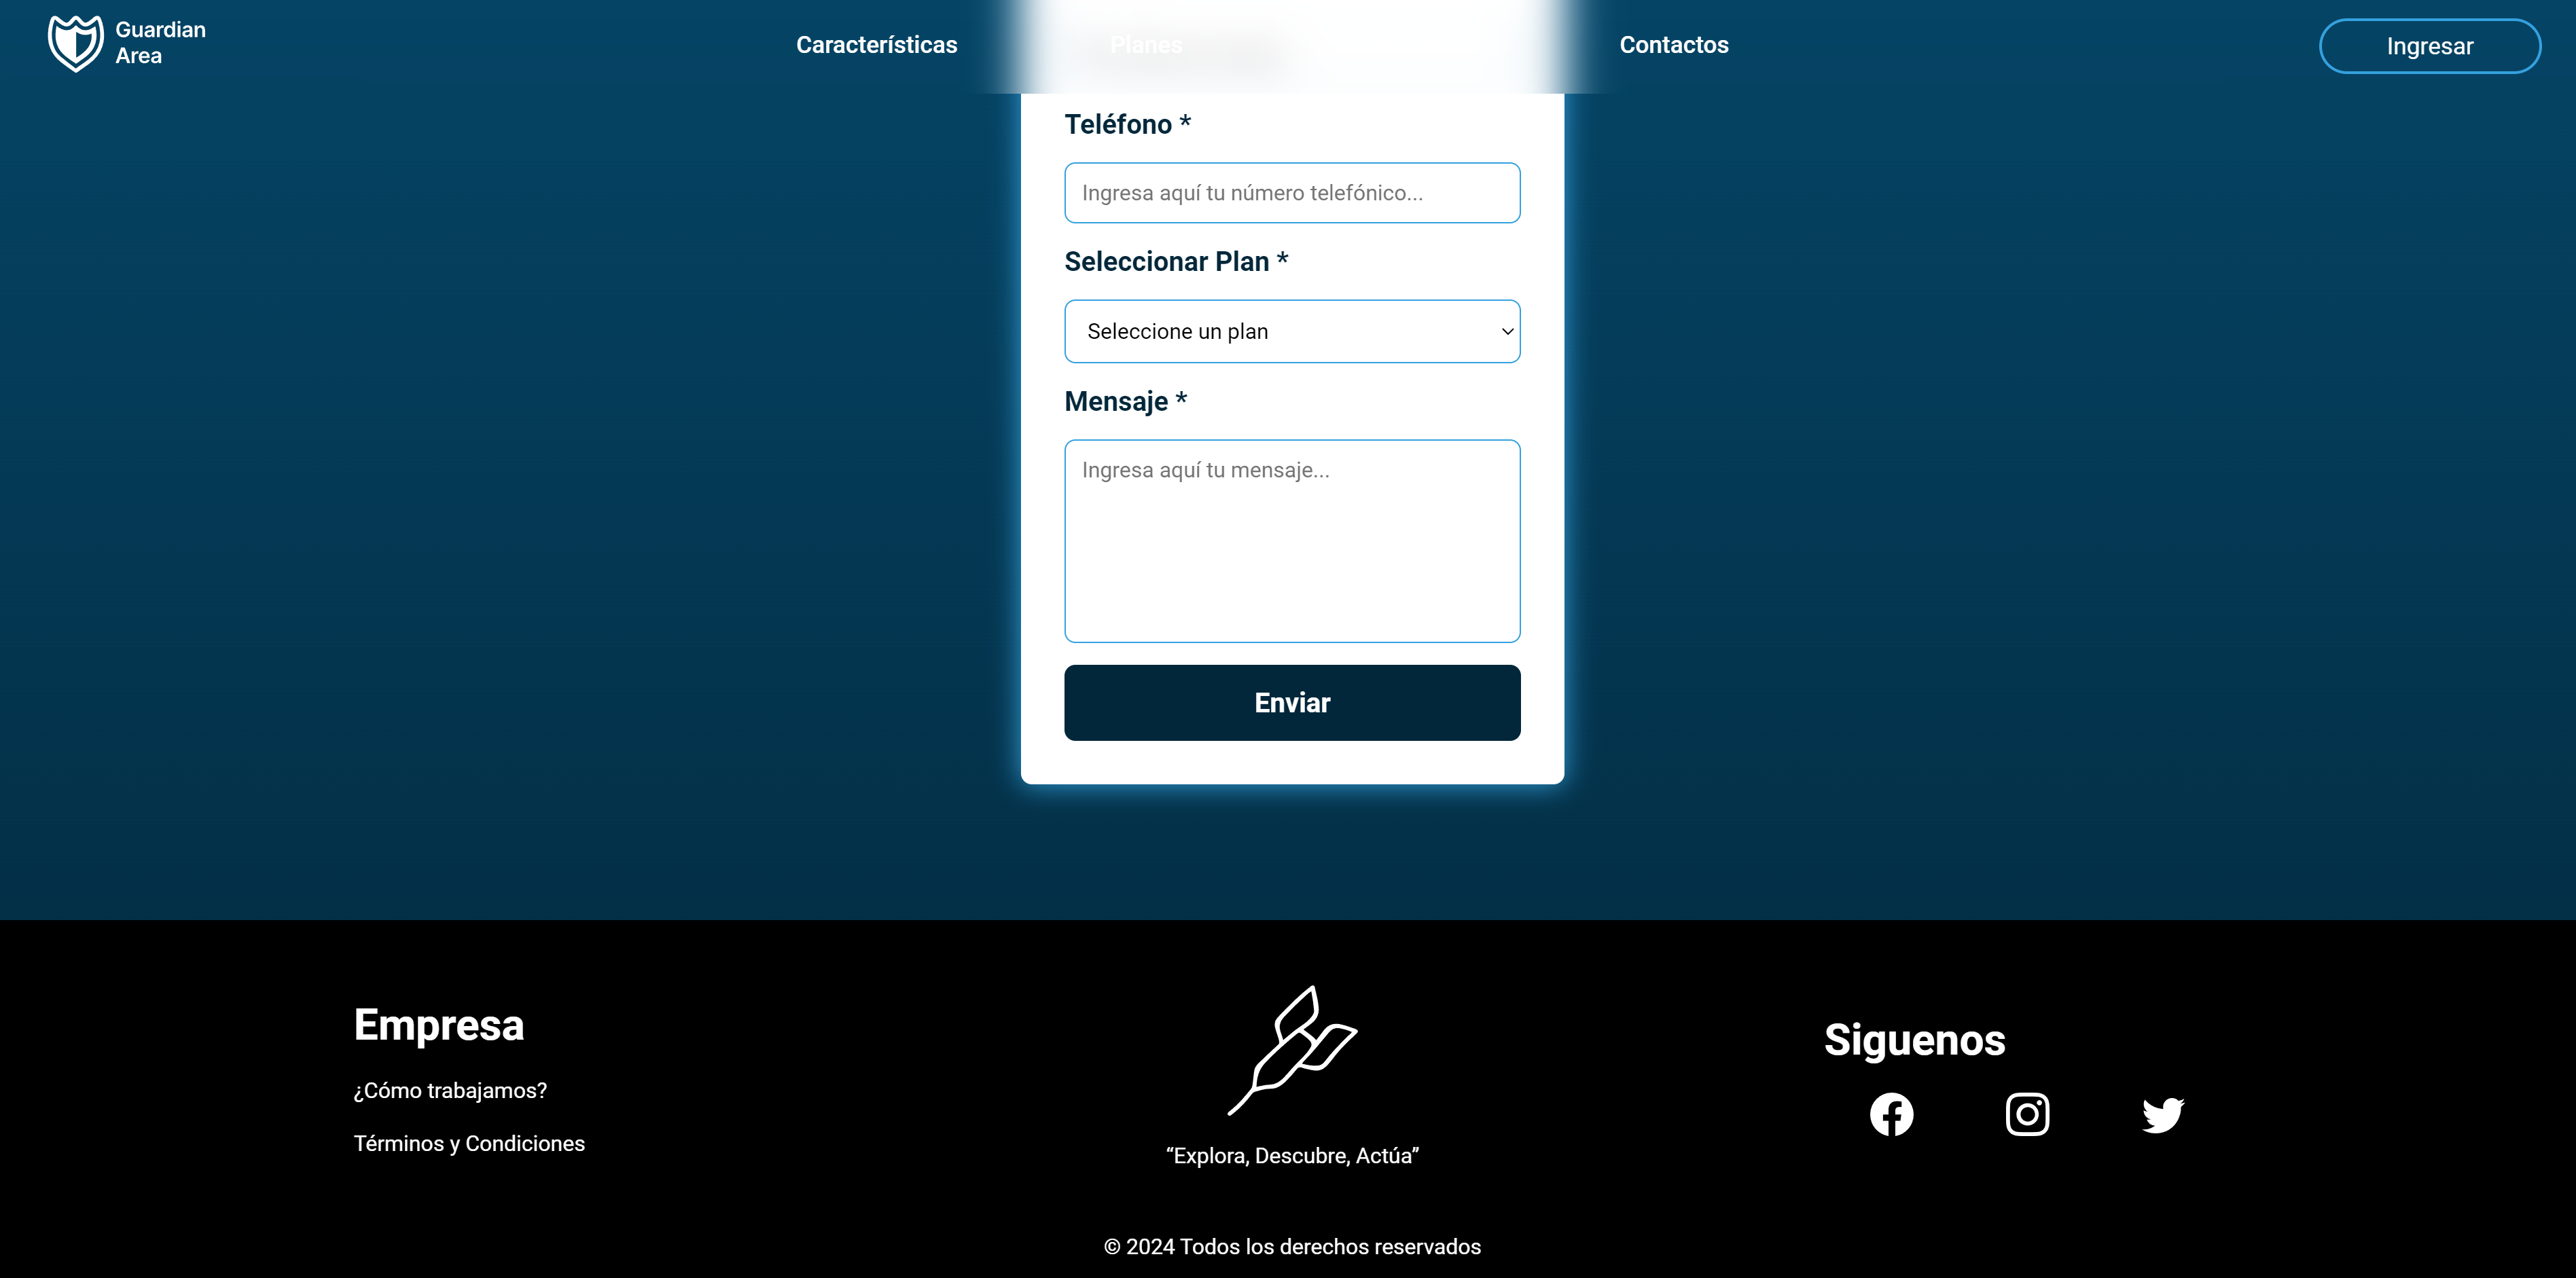 Guardian
Area
Características
Planes
Contactos
Ingresar
Teléfono *
Ingresa aquí tu número telefónico...
Seleccionar Plan *
Seleccione un plan
Mensaje *
Ingresa aquí tu mensaje...
Enviar
Empresa
¿Cómo trabajamos?
Términos y Condiciones
“Explora, Descubre, Actúa”
Siguenos
© 2024 Todos los derechos reservados